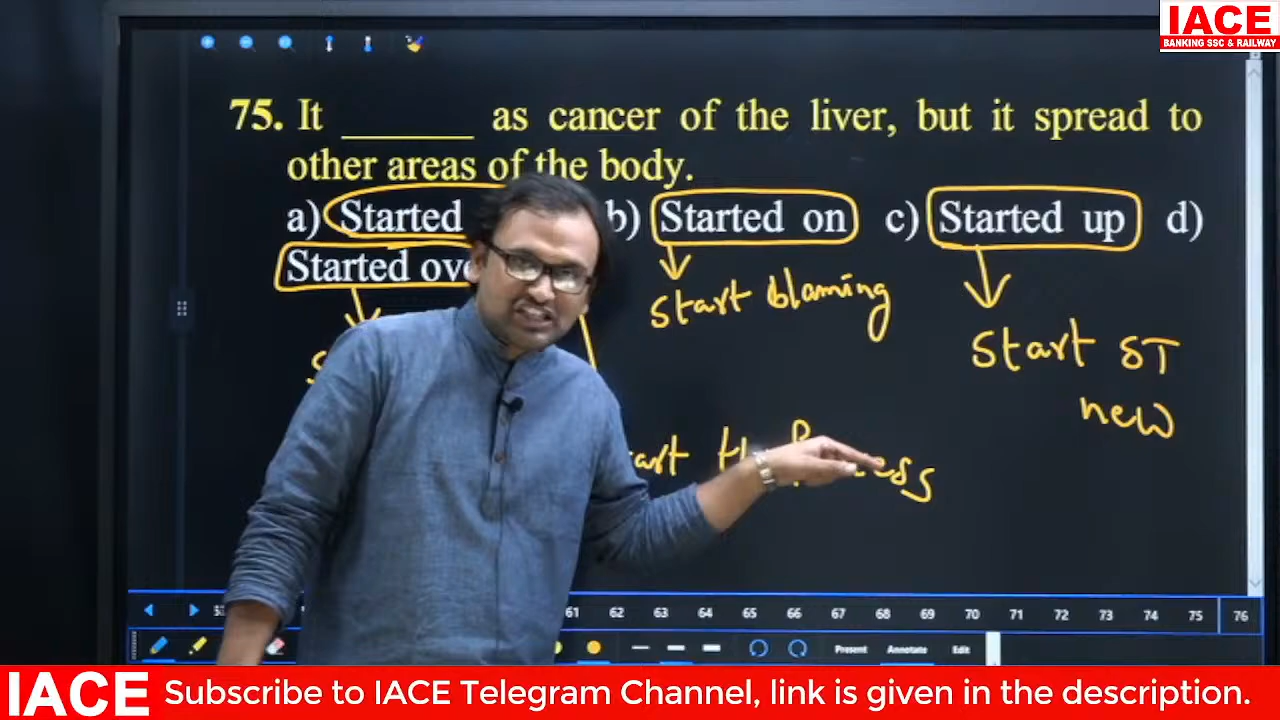 IACE
BANKING SSC & RAILWAY
75. It ______ as cancer of the liver, but it spread to
other areas of the body.
a) Started b) Started on c) Started up d)
Started
start blaming
Start ST
new
61 62 63 64 65 66 67 68 69 70 71 72 73 74 75 76
Present Annotate Edit
IACE Subscribe to IACE Telegram Channel, link is given in the description.